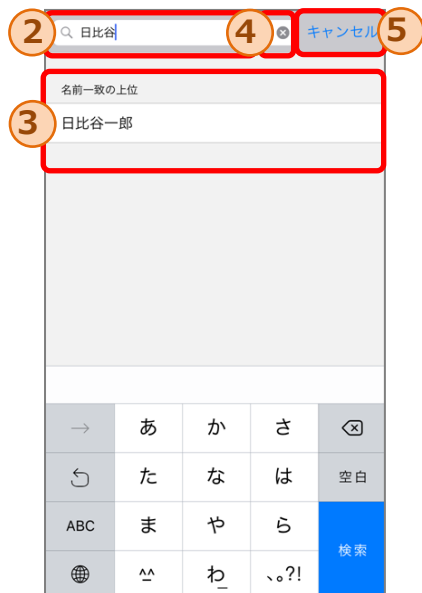 ② 日比谷 ④ キャンセル ⑤
名前一致の上位
③ 日比谷一郎
→ あ か さ
た な は 空白
ABC ま や ら
検索
^^ わ_ 、。?!